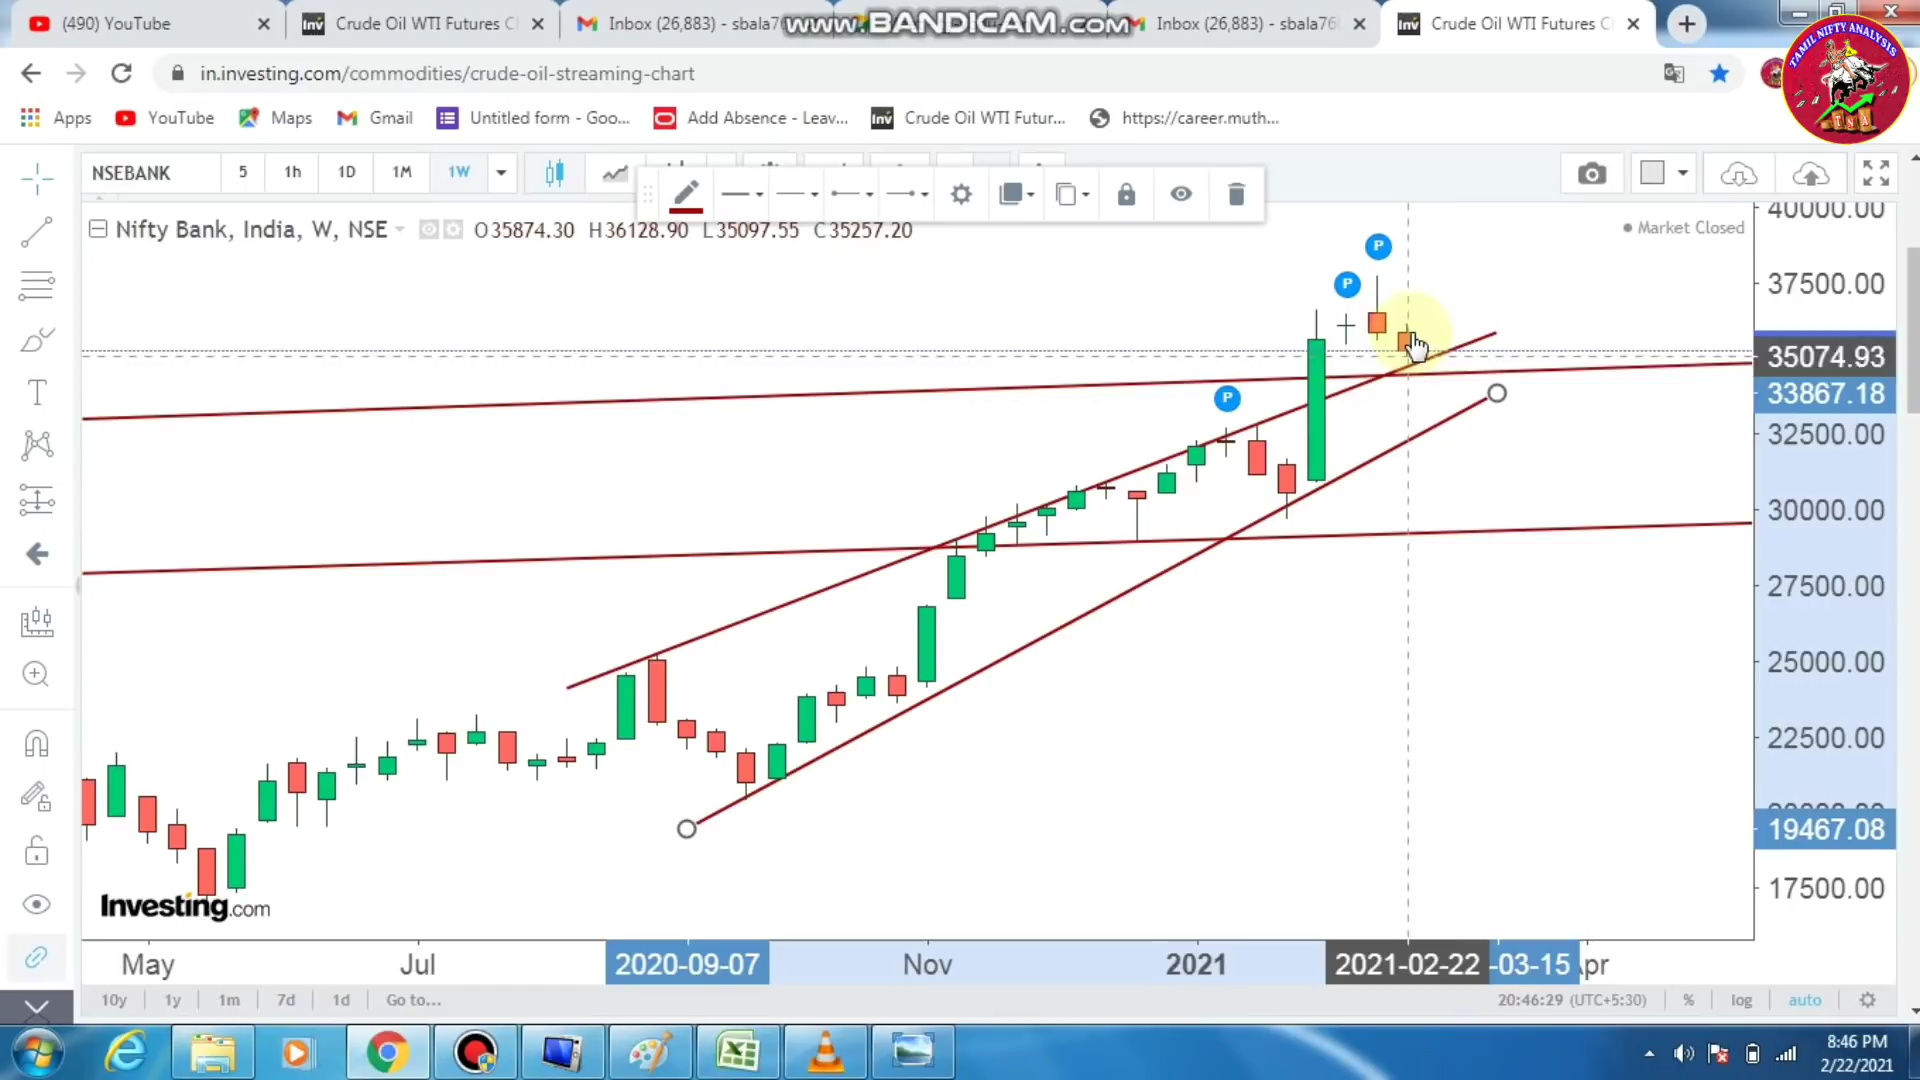 (490) YouTube
Crude Oil WTI Futures C
Inbox (26,883) - sbala76
www.BANDICAM.com
Inbox (26,883) - sbala76
Crude Oil WTI Futures C
TAMIL NIFTY ANALYSIS
TNA
in.investing.com/commodities/crude-oil-streaming-chart
Apps
YouTube
Maps
Gmail
Untitled form - Goo...
Add Absence - Leav...
Crude Oil WTI Futur...
https://career.muth...
NSEBANK
5
1h
1D
1M
1W
Nifty Bank, India, W, NSE
O35874.30 H36128.90 L35097.55 C35257.20
Market Closed
P
P
P
40000.00
37500.00
35074.93
33867.18
32500.00
30000.00
27500.00
25000.00
22500.00
19467.08
17500.00
Investing.com
May
Jul
2020-09-07
Nov
2021
2021-02-22
-03-15
Apr
10y
1y
1m
7d
1d
Go to...
20:46:29 (UTC+5:30)
%
log
auto
8:46 PM
2/22/2021